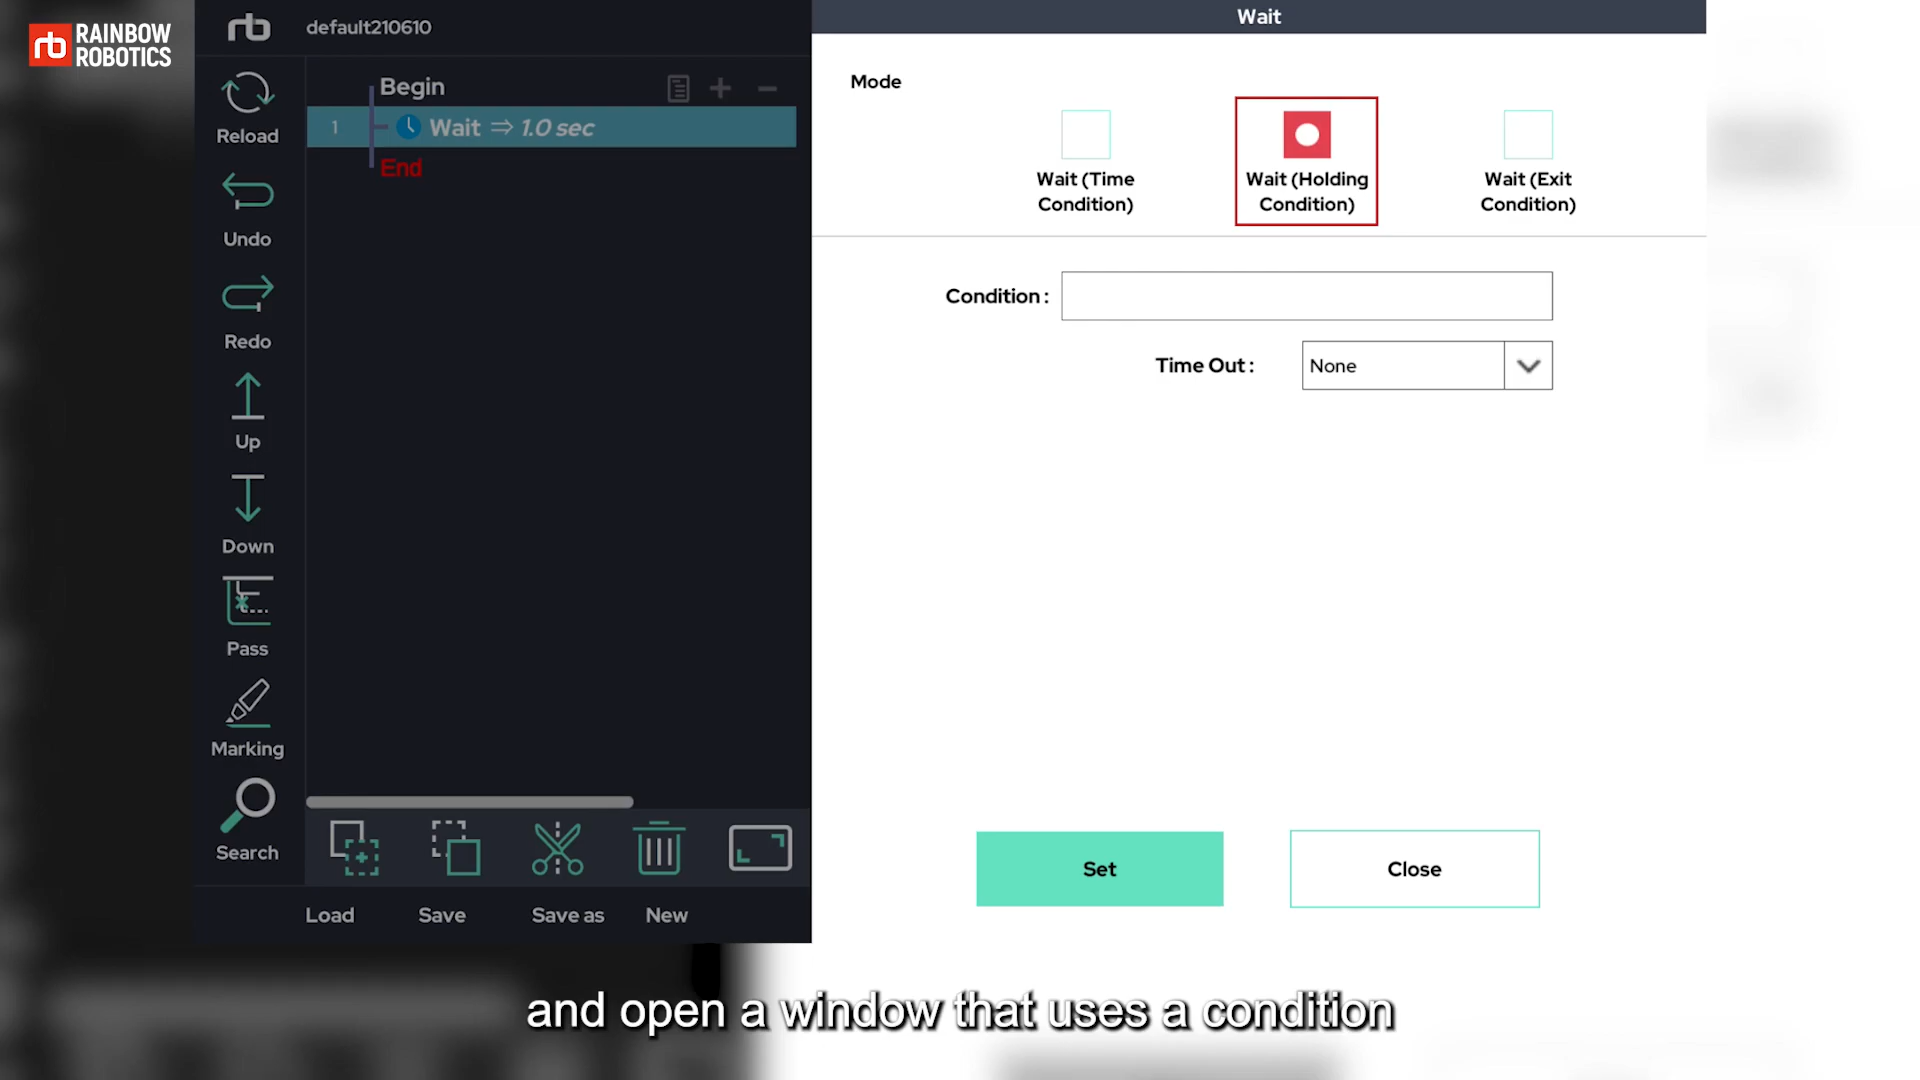 RAINBOW
ROBOTICS
rb
default210610
Wait
Reload
Begin
1 Wait ⇒ 1.0 sec
End
Undo
Redo
Up
Down
Pass
Marking
Search
Load Save Save as New
Mode
Wait (Time
Condition)
Wait (Holding
Condition)
Wait (Exit
Condition)
Condition :
Time Out : None
Set Close
and open a window that uses a condition